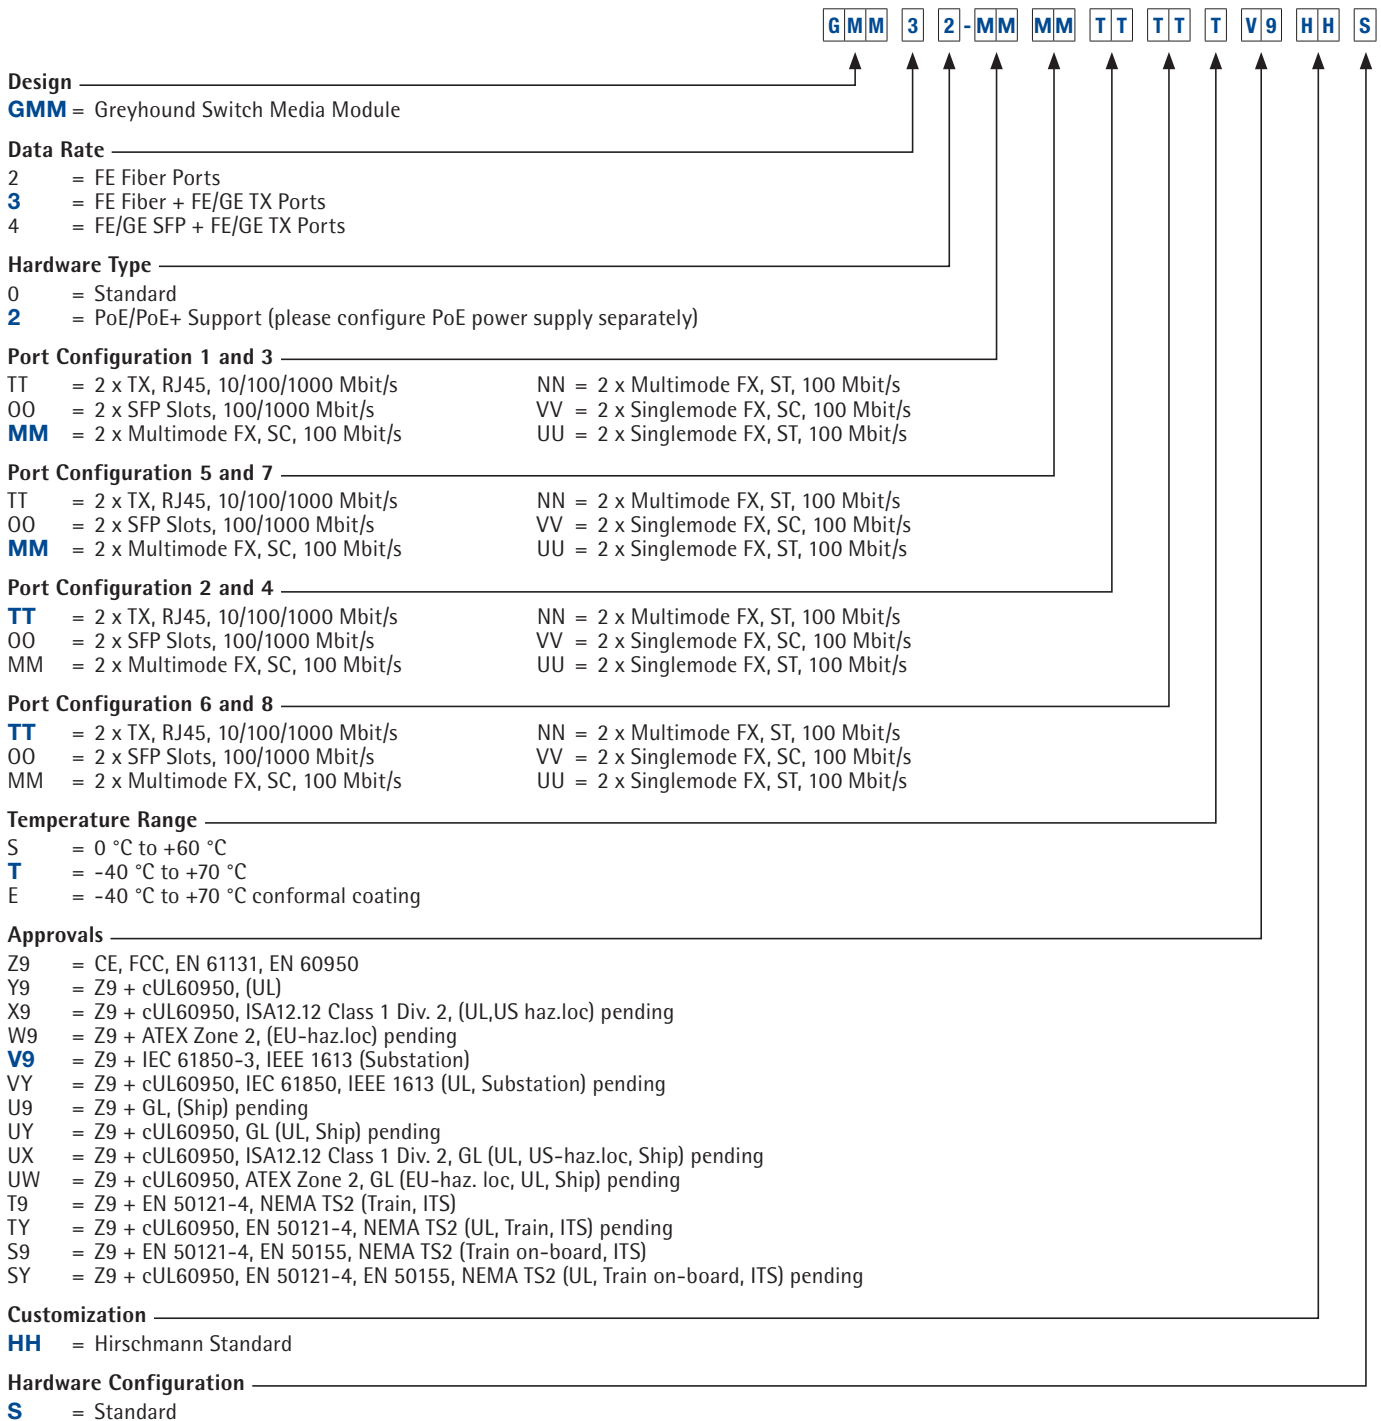 GMM 3 2-MM MM TT TT T V9 HH S
Design
GMM = Greyhound Switch Media Module
Data Rate
2 = FE Fiber Ports
3 = FE Fiber + FE/GE TX Ports
4 = FE/GE SFP + FE/GE TX Ports
Hardware Type
0 = Standard
2 = PoE/PoE+ Support (please configure PoE power supply separately)
Port Configuration 1 and 3
TT = 2 x TX, RJ45, 10/100/1000 Mbit/s NN = 2 x Multimode FX, ST, 100 Mbit/s
OO = 2 x SFP Slots, 100/1000 Mbit/s VV = 2 x Singlemode FX, SC, 100 Mbit/s
MM = 2 x Multimode FX, SC, 100 Mbit/s UU = 2 x Singlemode FX, ST, 100 Mbit/s
Port Configuration 5 and 7
TT = 2 x TX, RJ45, 10/100/1000 Mbit/s NN = 2 x Multimode FX, ST, 100 Mbit/s
OO = 2 x SFP Slots, 100/1000 Mbit/s VV = 2 x Singlemode FX, SC, 100 Mbit/s
MM = 2 x Multimode FX, SC, 100 Mbit/s UU = 2 x Singlemode FX, ST, 100 Mbit/s
Port Configuration 2 and 4
TT = 2 x TX, RJ45, 10/100/1000 Mbit/s NN = 2 x Multimode FX, ST, 100 Mbit/s
OO = 2 x SFP Slots, 100/1000 Mbit/s VV = 2 x Singlemode FX, SC, 100 Mbit/s
MM = 2 x Multimode FX, SC, 100 Mbit/s UU = 2 x Singlemode FX, ST, 100 Mbit/s
Port Configuration 6 and 8
TT = 2 x TX, RJ45, 10/100/1000 Mbit/s NN = 2 x Multimode FX, ST, 100 Mbit/s
OO = 2 x SFP Slots, 100/1000 Mbit/s VV = 2 x Singlemode FX, SC, 100 Mbit/s
MM = 2 x Multimode FX, SC, 100 Mbit/s UU = 2 x Singlemode FX, ST, 100 Mbit/s
Temperature Range
S = 0 °C to +60 °C
T = -40 °C to +70 °C
E = -40 °C to +70 °C conformal coating
Approvals
Z9 = CE, FCC, EN 61131, EN 60950
Y9 = Z9 + cUL60950, (UL)
X9 = Z9 + cUL60950, ISA12.12 Class 1 Div. 2, (UL,US haz.loc) pending
W9 = Z9 + ATEX Zone 2, (EU-haz.loc) pending
V9 = Z9 + IEC 61850-3, IEEE 1613 (Substation)
VY = Z9 + cUL60950, IEC 61850, IEEE 1613 (UL, Substation) pending
U9 = Z9 + GL, (Ship) pending
UY = Z9 + cUL60950, GL (UL, Ship) pending
UX = Z9 + cUL60950, ISA12.12 Class 1 Div. 2, GL (UL, US-haz.loc, Ship) pending
UW = Z9 + cUL60950, ATEX Zone 2, GL (EU-haz. loc, UL, Ship) pending
T9 = Z9 + EN 50121-4, NEMA TS2 (Train, ITS)
TY = Z9 + cUL60950, EN 50121-4, NEMA TS2 (UL, Train, ITS) pending
S9 = Z9 + EN 50121-4, EN 50155, NEMA TS2 (Train on-board, ITS)
SY = Z9 + cUL60950, EN 50121-4, EN 50155, NEMA TS2 (UL, Train on-board, ITS) pending
Customization
HH = Hirschmann Standard
Hardware Configuration
S = Standard